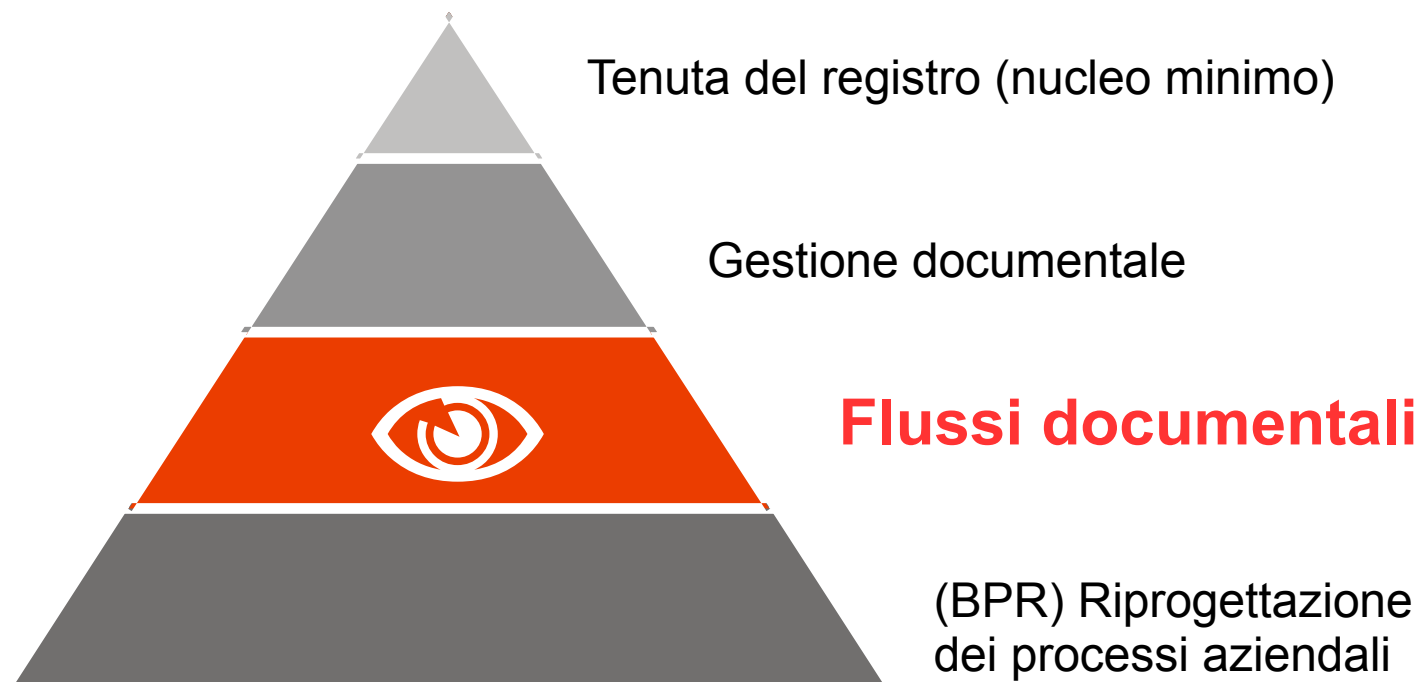 Tenuta del registro (nucleo minimo)
Gestione documentale
Flussi documentali
(BPR) Riprogettazione
dei processi aziendali